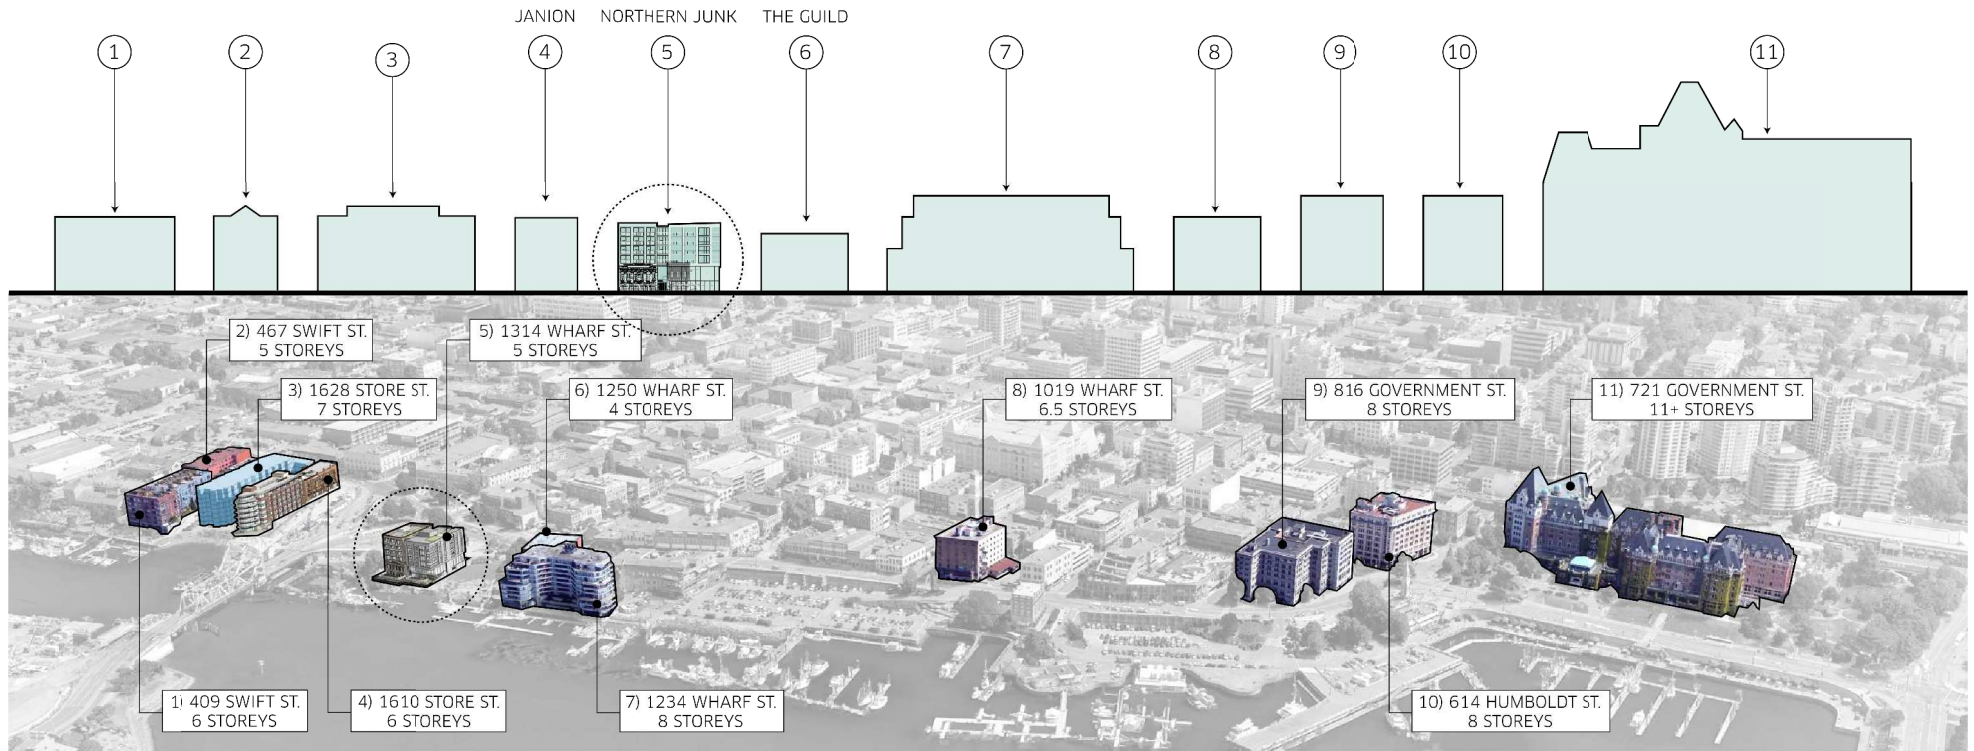 JANION NORTHERN JUNK THE GUILD
1 2 3 4 5 6 7 8 9 10 11
2) 467 SWIFT ST.
5 STOREYS
5) 1314 WHARF ST.
5 STOREYS
3) 1628 STORE ST.
7 STOREYS
6) 1250 WHARF ST.
4 STOREYS
8) 1019 WHARF ST.
6.5 STOREYS
9) 816 GOVERNMENT ST.
8 STOREYS
11) 721 GOVERNMENT ST.
11+ STOREYS
1) 409 SWIFT ST.
6 STOREYS
4) 1610 STORE ST.
6 STOREYS
7) 1234 WHARF ST.
8 STOREYS
10) 614 HUMBOLDT ST.
8 STOREYS